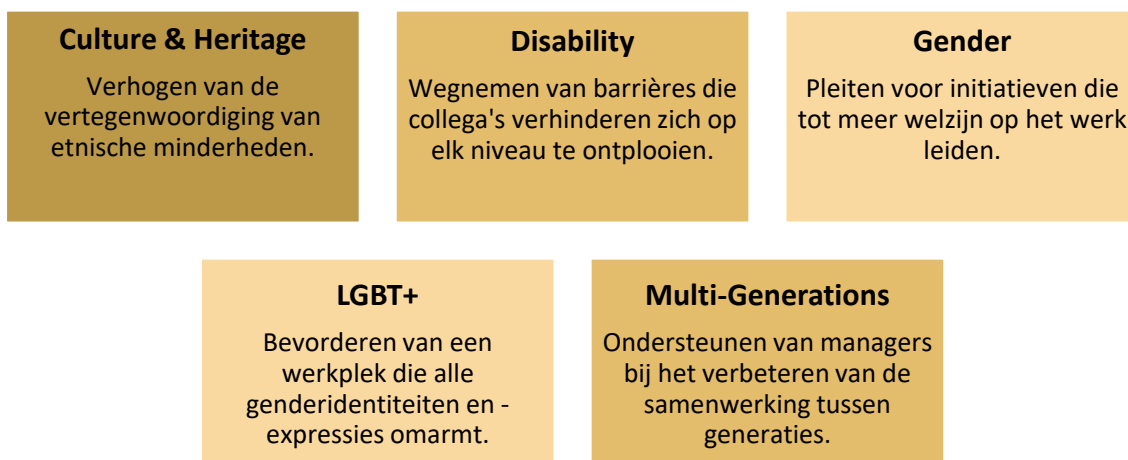 Culture & Heritage
Verhogen van de
vertegenwoordiging van
etnische minderheden.
Disability
Wegnemen van barrières die
collega's verhinderen zich op
elk niveau te ontplooien.
Gender
Pleiten voor initiatieven die
tot meer welzijn op het werk
leiden.
LGBT+
Bevorderen van een
werkplek die alle
genderidentiteiten en -
expressies omarmt.
Multi-Generations
Ondersteunen van managers
bij het verbeteren van de
samenwerking tussen
generaties.